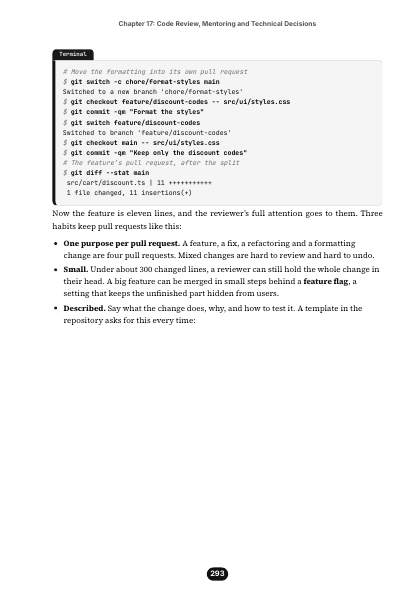 Chapter 17: Code Review, Mentoring and Technical Decisions
Terminal
# Move the formatting into its own pull request
$ git switch -c chore/format-styles main
Switched to a new branch 'chore/format-styles'
$ git checkout feature/discount-codes -- src/ui/styles.css
$ git commit -qm "Format the styles"
$ git switch feature/discount-codes
Switched to branch 'feature/discount-codes'
$ git checkout main -- src/ui/styles.css
$ git commit -qm "Keep only the discount codes"
# The feature's pull request, after the split
$ git diff --stat main
src/cart/discount.ts | 11 +++++++++++
1 file changed, 11 insertions(+)
Now the feature is eleven lines, and the reviewer’s full attention goes to them. Three
habits keep pull requests like this:
• One purpose per pull request. A feature, a fix, a refactoring and a formatting
change are four pull requests. Mixed changes are hard to review and hard to undo.
• Small. Under about 300 changed lines, a reviewer can still hold the whole change in
their head. A big feature can be merged in small steps behind a feature flag, a
setting that keeps the unfinished part hidden from users.
• Described. Say what the change does, why, and how to test it. A template in the
repository asks for this every time:
293